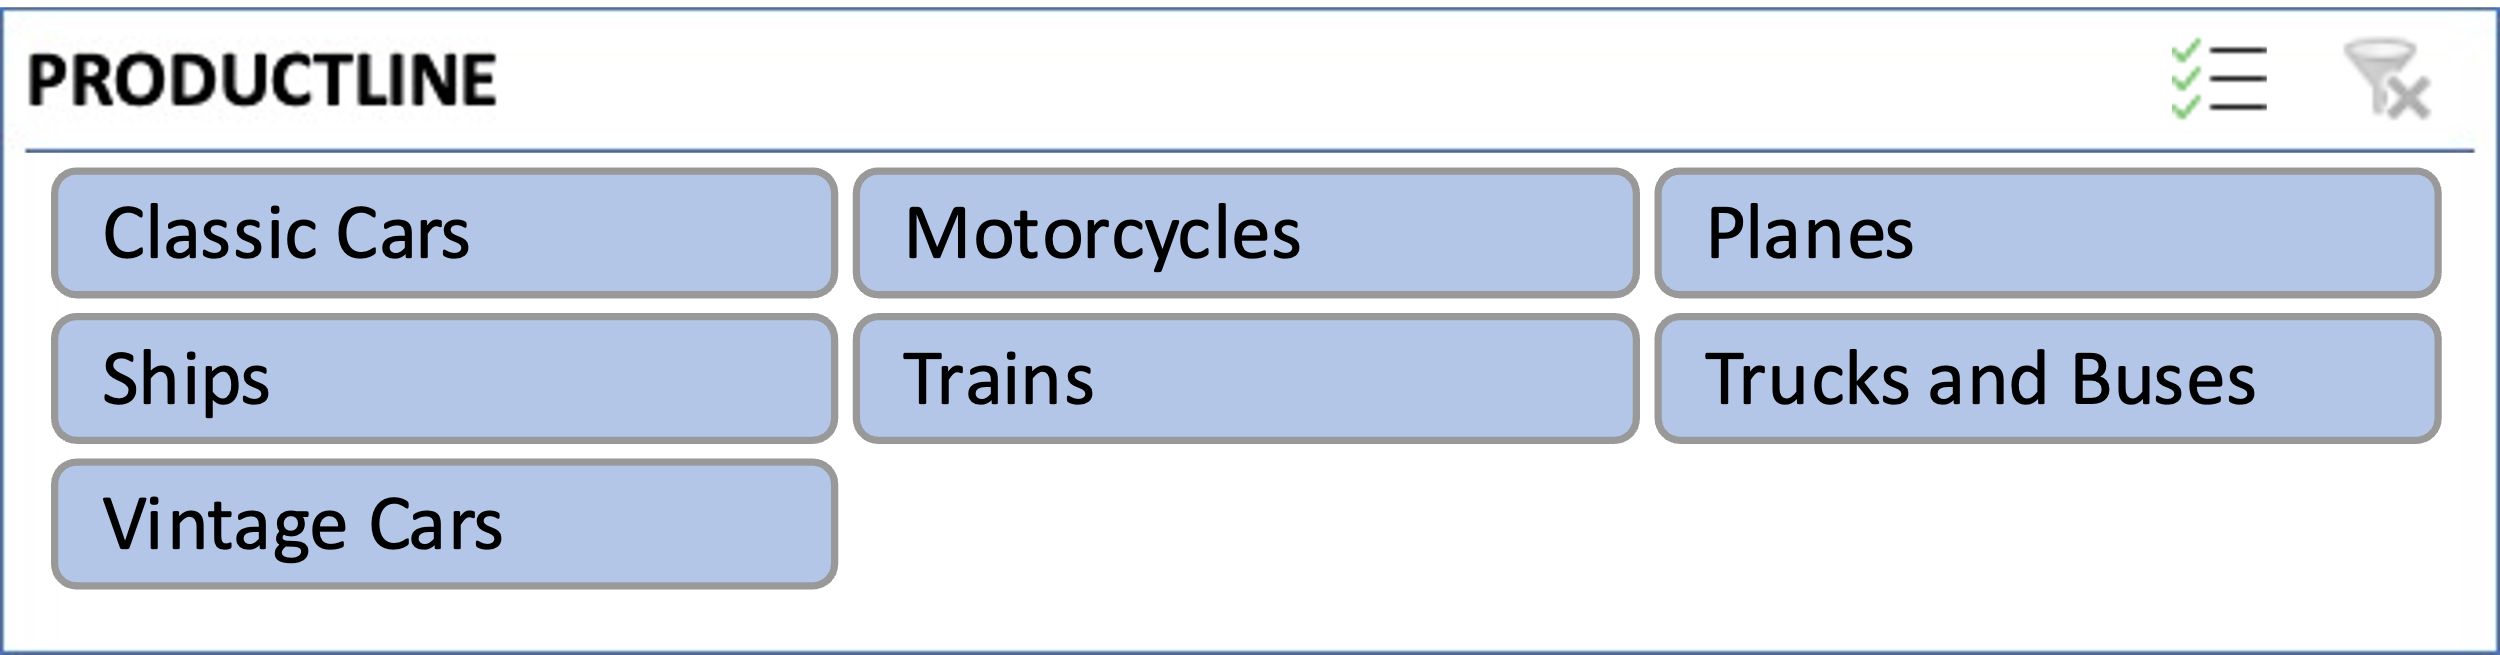 PRODUCTLINE
Classic Cars Motorcycles Planes
Ships Trains Trucks and Buses
Vintage Cars